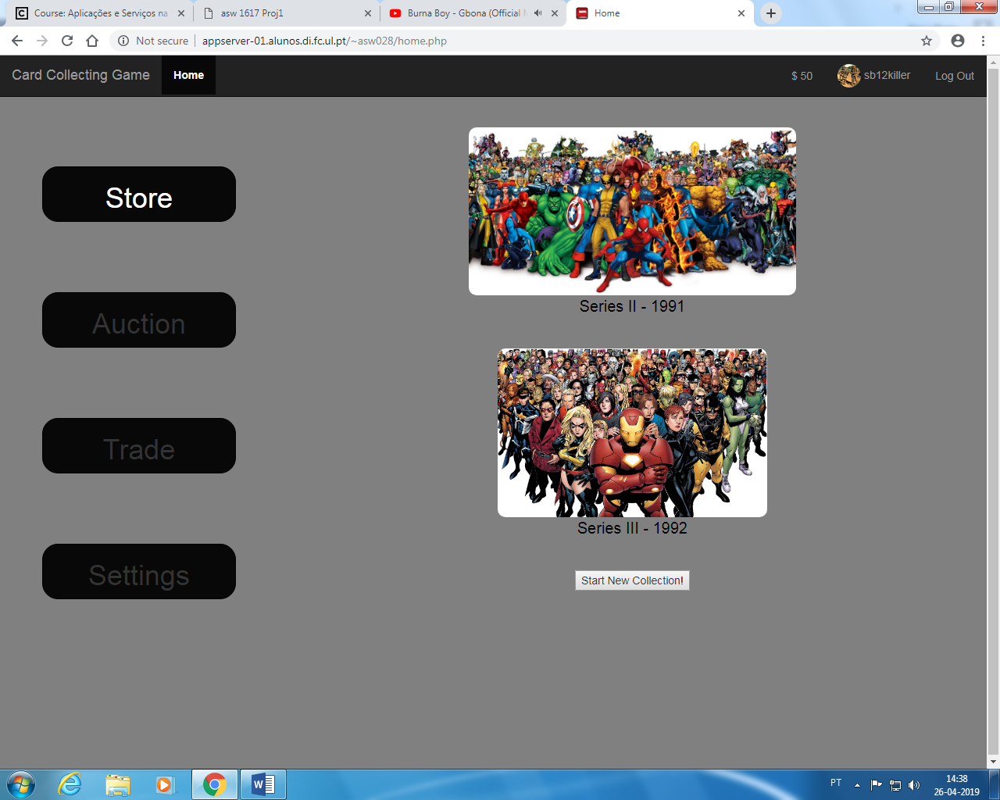 Course: Aplicações e Serviços na
asw 1617 Proj1
Burna Boy - Gbona (Official
Home
Not secure | appserver-01.alunos.di.fc.ul.pt/~asw028/home.php
Card Collecting Game Home $ 50 sb12killer Log Out
Store
Series II - 1991
Auction
Trade
Series III - 1992
Settings
Start New Collection!
PT
14:38
26-04-2019